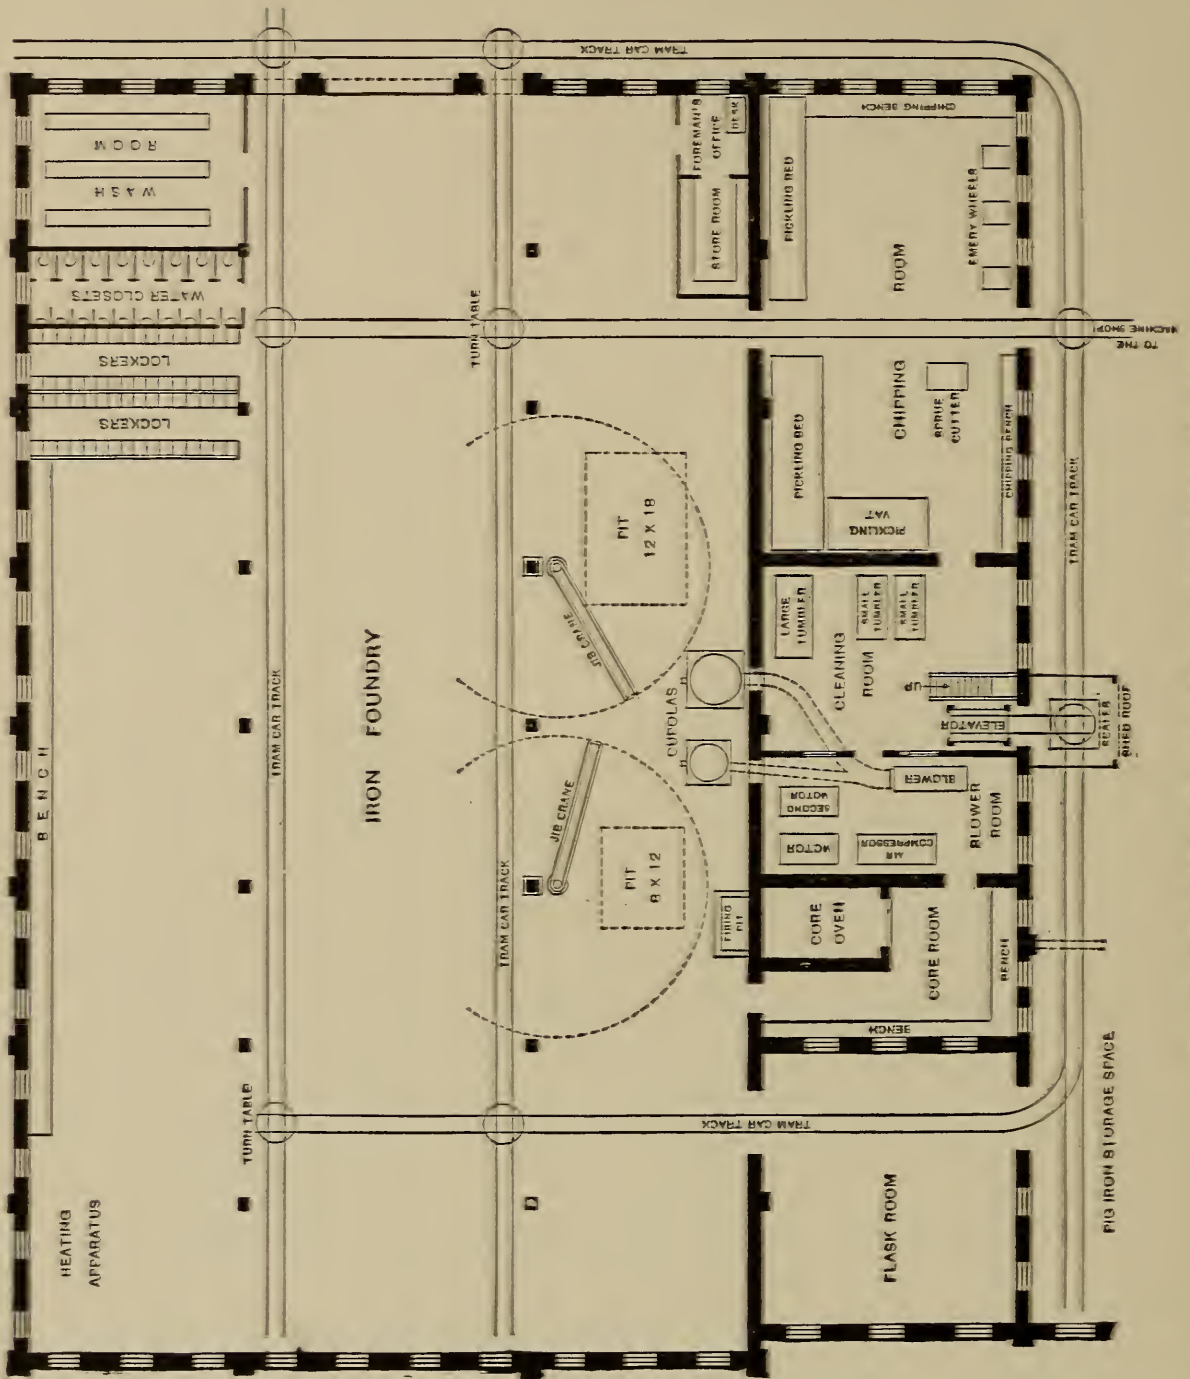 TRAM CAR TRACK
WASH
ROOM
WATER CLOSETS
LOCKERS
LOCKERS
BENCH
HEATING
APPARATUS
TURN TABLE
TRAM CAR TRACK
IRON FOUNDRY
TURN TABLE
TRAM CAR TRACK
JIB CRANE
JIB CRANE
PIT
12 X 18
PIT
8 X 12
CUPOLAS
FOREMAN'S
OFFICE
DESK
STORE ROOM
PICKLING BED
CHIPPING BENCH
EMERY WHEELS
CHIPPING ROOM
TO THE
MACHINE SHOP
PICKLING BED
PICKLING
VAT
SPRUE
CUTTER
CHIPPING BENCH
TRAM CAR TRACK
LARGE
TUMBLER
SMALL
TUMBLER
SMALL
TUMBLER
CLEANING
ROOM
UP
ELEVATOR
SCALES
SHED ROOF
BLOWER
BLOWER
ROOM
SECOND
MOTOR
MOTOR
AIR
COMPRESSOR
FIRING
PIT
CORE
OVEN
CORE ROOM
BENCH
BENCH
TRAM CAR TRACK
FLASK ROOM
PIG IRON STORAGE SPACE